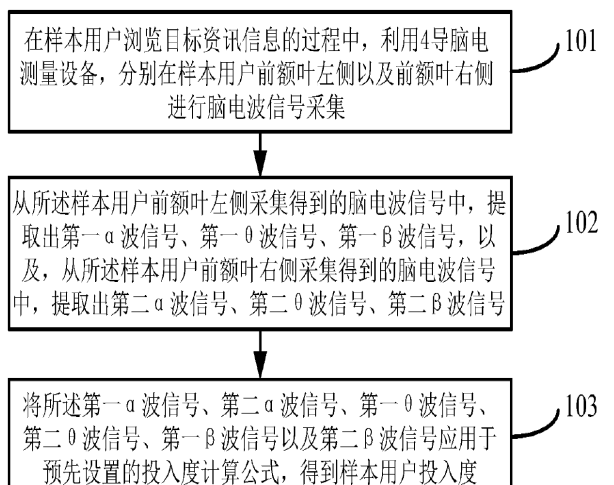 在样本用户浏览目标资讯信息的过程中，利用4导脑电
测量设备，分别在样本用户前额叶左侧以及前额叶右侧
进行脑电波信号采集
101
从所述样本用户前额叶左侧采集得到的脑电波信号中，提
取出第一α波信号、第一θ波信号、第一β波信号，以
及，从所述样本用户前额叶右侧采集得到的脑电波信号
中，提取出第二α波信号、第二θ波信号、第二β波信号
102
将所述第一α波信号、第二α波信号、第一θ波信号、
第二θ波信号、第一β波信号以及第二β波信号应用于
预先设置的投入度计算公式，得到样本用户投入度
103